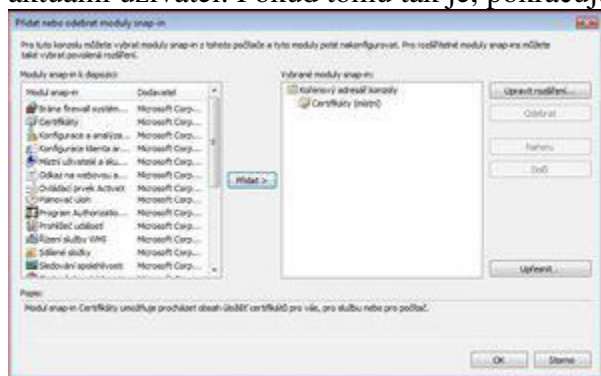 aktuální uživatel. Pokud tomu tak je, pokračuj
Přidat nebo odebrat moduly snap-in
Pro tuto konzolu můžete vybrat moduly snap-in z tohoto počítače a tyto moduly poté nakonfigurovat. Pro rozšiřitelné moduly snap-ins můžete
také vybrat povolená rozšíření.
Moduly snap-in k dispozici:
Vybrané moduly snap-in:
Modul snap-in Dodavatel
Brána firewall systém... Microsoft Corp...
Certifikáty Microsoft Corp...
Konfigurace a analýza... Microsoft Corp...
Konfigurace klienta ar... Microsoft Corp...
Místní uživatelé a sku... Microsoft Corp...
Odkaz na webovou a... Microsoft Corp...
Ovládací prvek ActiveX Microsoft Corp...
Plánovač úloh Microsoft Corp...
Program Authorizatio... Microsoft Corp...
Prohlížeč událostí Microsoft Corp...
Řízení služby WMI Microsoft Corp...
Sdílené složky Microsoft Corp...
Sledování spolehlivosti Microsoft Corp...
Přidat >
Kořenový adresář konzoly
Certifikáty (místní)
Upravit rozšíření...
Odebrat
Nahoru
Dolů
Upřesnit...
Popis:
Modul snap-in Certifikáty umožňuje procházet obsah úložišť certifikátů pro vás, pro službu nebo pro počítač.
OK Storno